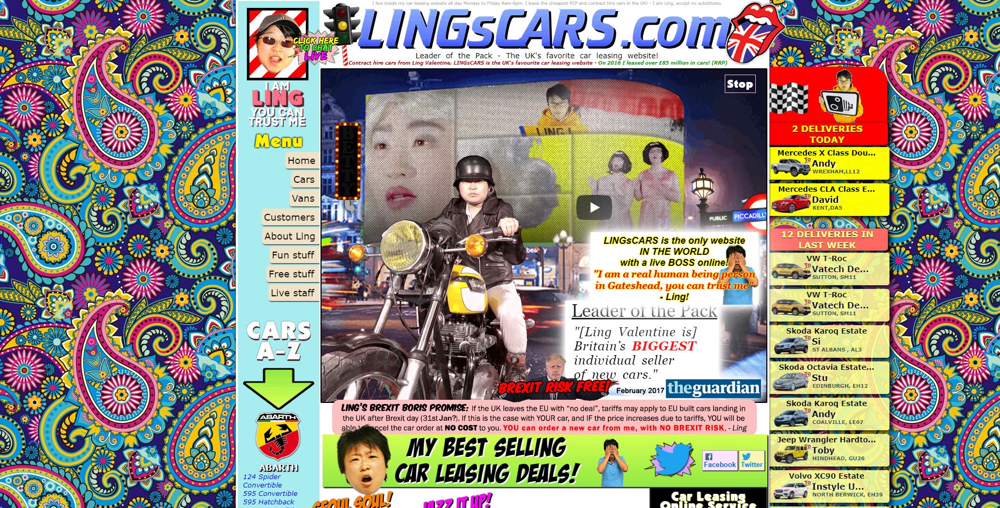 I live inside my car leasing website all day Monday to Friday 9am-6pm. I lease the cheapest PCP and contract hire cars in the UK! - I am Ling, accept no substitutes
LINGsCARS.com
Leader of the Pack - The UK's favorite car leasing website!
Contract hire cars from Ling Valentine, LINGsCARS is the UK's favourite car leasing website - On 2016 I leased over £85 million in cars! (RRP)
CLICK HERE
TO CHAT
LIVE
I AM
LING
YOU CAN
TRUST ME
Menu
Home
Cars
Vans
Customers
About Ling
Fun stuff
Free stuff
Live staff
CARS
A-Z
ABARTH
ABARTH
124 Spider
Convertible
595 Convertible
595 Hatchback
Stop
BETTY
LING
PUBLIC
PICCADILLY
LINGsCARS is the only website
IN THE WORLD
with a live BOSS online!
"I am a real human being person
in Gateshead, you can trust me"
- Ling!
Leader of the Pack
"[Ling Valentine is]
Britain's BIGGEST
individual seller
of new cars."
BREXIT RISK FREE!
February 2017 theguardian
LING'S BREXIT BORIS PROMISE: If the UK leaves the EU with "no deal", tariffs may apply to EU built cars landing in
the UK after Brexit day (31st Jan?). If this is the case with YOUR car, and IF the price increases due to tariffs, YOU will be
able to cancel the car order at NO COST to you. YOU can order a new car from me, with NO BREXIT RISK, - Ling
MY BEST SELLING
CAR LEASING DEALS!
Facebook
Twitter
SEOUL SOUL!
JAZZ IT UP!
Car Leasing
Online Service
2 DELIVERIES
TODAY
Mercedes X Class Dou...
To
Andy
WREXHAM,LL12
Mercedes CLA Class E...
To
David
KENT,DA5
12 DELIVERIES IN
LAST WEEK
VW T-Roc
To
Vatech De...
SUTTON, SM11
VW T-Roc
To
Vatech De...
SUTTON, SM11
Skoda Karoq Estate
To
Si
ST ALBANS , AL3
Skoda Octavia Estate...
To
Stu
EDINBURGH, EH12
Skoda Karoq Estate
To
Andy
COALVILLE, LE67
Jeep Wrangler Hardto...
To
Toby
HINDHEAD, GU26
Volvo XC90 Estate
To
Instyle U...
NORTH BERWICK, EH39